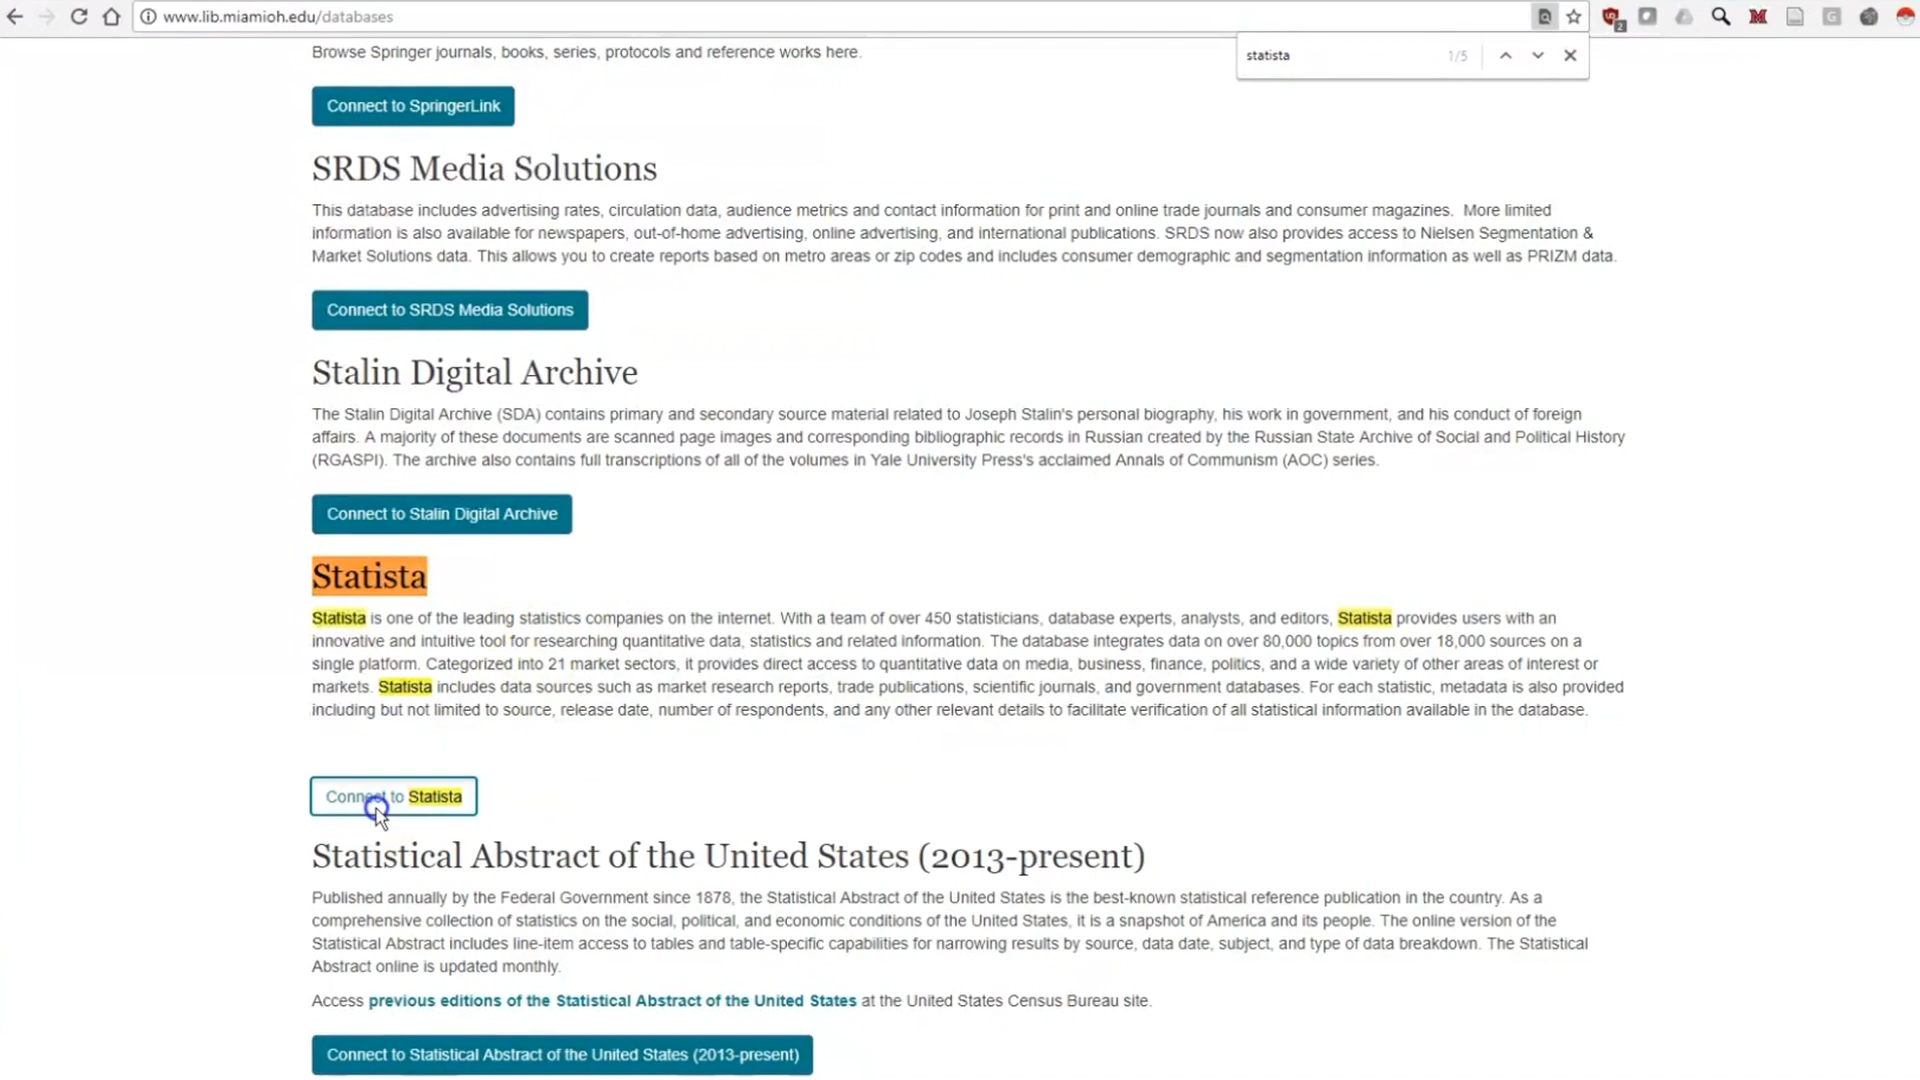 www.lib.miamioh.edu/databases
2
statista 1/5
Browse Springer journals, books, series, protocols and reference works here.
Connect to SpringerLink
SRDS Media Solutions
This database includes advertising rates, circulation data, audience metrics and contact information for print and online trade journals and consumer magazines. More limited
information is also available for newspapers, out-of-home advertising, online advertising, and international publications. SRDS now also provides access to Nielsen Segmentation &
Market Solutions data. This allows you to create reports based on metro areas or zip codes and includes consumer demographic and segmentation information as well as PRIZM data.
Connect to SRDS Media Solutions
Stalin Digital Archive
The Stalin Digital Archive (SDA) contains primary and secondary source material related to Joseph Stalin's personal biography, his work in government, and his conduct of foreign
affairs. A majority of these documents are scanned page images and corresponding bibliographic records in Russian created by the Russian State Archive of Social and Political History
(RGASPI). The archive also contains full transcriptions of all of the volumes in Yale University Press's acclaimed Annals of Communism (AOC) series.
Connect to Stalin Digital Archive
Statista
Statista is one of the leading statistics companies on the internet. With a team of over 450 statisticians, database experts, analysts, and editors, Statista provides users with an
innovative and intuitive tool for researching quantitative data, statistics and related information. The database integrates data on over 80,000 topics from over 18,000 sources on a
single platform. Categorized into 21 market sectors, it provides direct access to quantitative data on media, business, finance, politics, and a wide variety of other areas of interest or
markets. Statista includes data sources such as market research reports, trade publications, scientific journals, and government databases. For each statistic, metadata is also provided
including but not limited to source, release date, number of respondents, and any other relevant details to facilitate verification of all statistical information available in the database.
Connect to Statista
Statistical Abstract of the United States (2013-present)
Published annually by the Federal Government since 1878, the Statistical Abstract of the United States is the best-known statistical reference publication in the country. As a
comprehensive collection of statistics on the social, political, and economic conditions of the United States, it is a snapshot of America and its people. The online version of the
Statistical Abstract includes line-item access to tables and table-specific capabilities for narrowing results by source, data date, subject, and type of data breakdown. The Statistical
Abstract online is updated monthly.
Access previous editions of the Statistical Abstract of the United States at the United States Census Bureau site.
Connect to Statistical Abstract of the United States (2013-present)